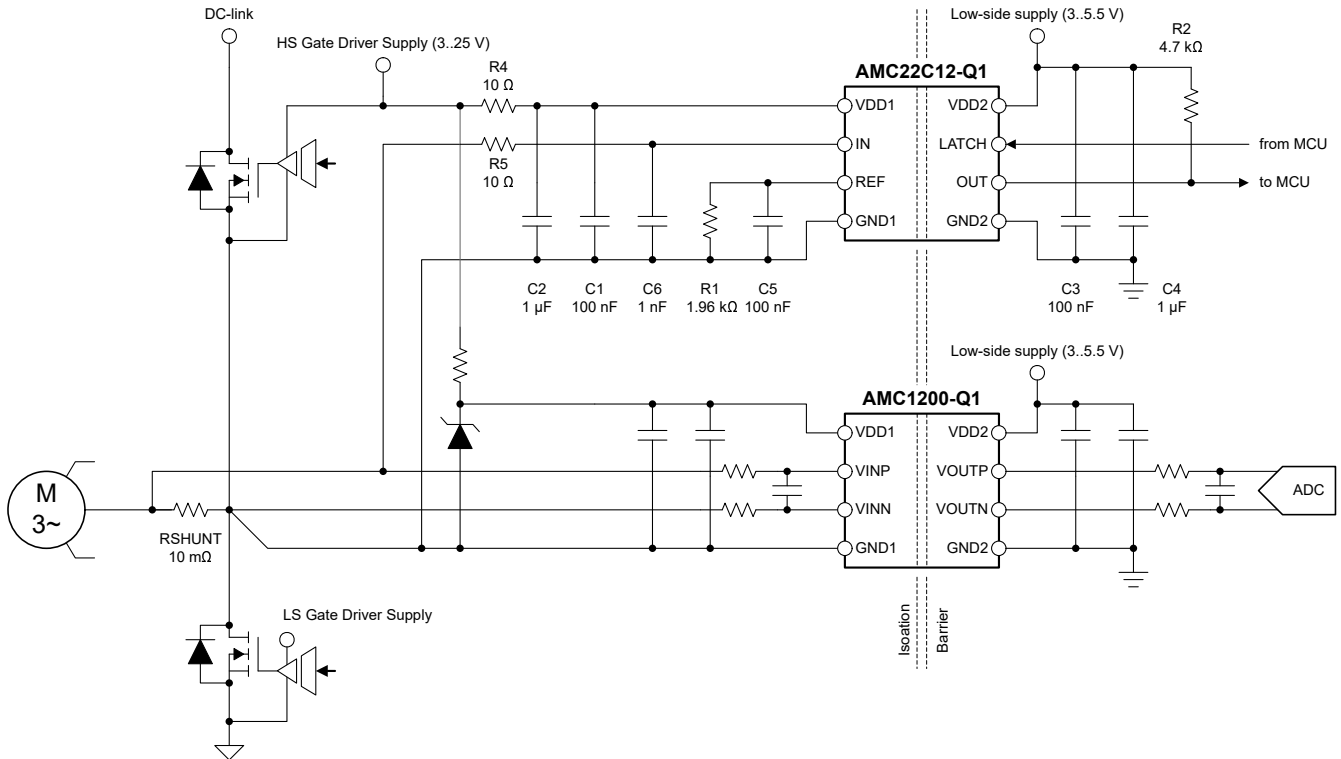 DC-link
HS Gate Driver Supply (3..25 V)
R4
10 Ω
R5
10 Ω
C2
1 µF
C1
100 nF
C6
1 nF
R1
1.96 kΩ
C5
100 nF
AMC22C12-Q1
VDD1
IN
REF
GND1
VDD2
LATCH
OUT
GND2
Low-side supply (3..5.5 V)
R2
4.7 kΩ
from MCU
to MCU
C3
100 nF
C4
1 µF
Low-side supply (3..5.5 V)
AMC1200-Q1
VDD1
VINP
VINN
GND1
VDD2
VOUTP
VOUTN
GND2
ADC
M
3~
RSHUNT
10 mΩ
LS Gate Driver Supply
Isoation
Barrier